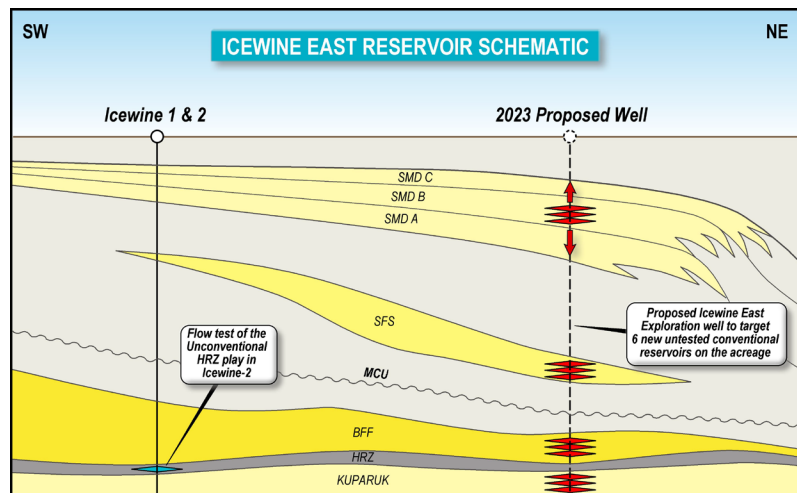 SW
NE
ICEWINE EAST RESERVOIR SCHEMATIC
Icewine 1 & 2
2023 Proposed Well
SMD C
SMD B
SMD A
SFS
Proposed Icewine East
Exploration well to target
6 new untested conventional
reservoirs on the acreage
Flow test of the
Unconventional
HRZ play in
Icewine-2
MCU
BFF
HRZ
KUPARUK